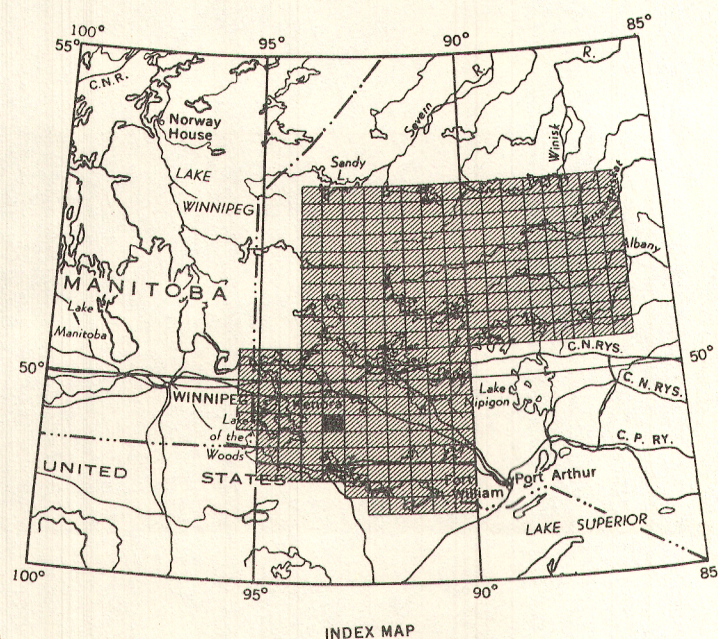 100°
55°
95°
90°
85°
C.N.R.
R.
R.
Severn
Winisk
Norway
House
Sandy
L.
LAKE
WINNIPEG
Attawapiskat
Albany
MANITOBA
Lake
Manitoba
C.N.RYS.
50°
50°
C.N.RYS.
WINNIPEG
Lake
of the
Woods
Lake
Nipigon
C.P. RY.
UNITED
STATES
Fort
William
Port Arthur
LAKE SUPERIOR
100°
95°
90°
85
INDEX MAP